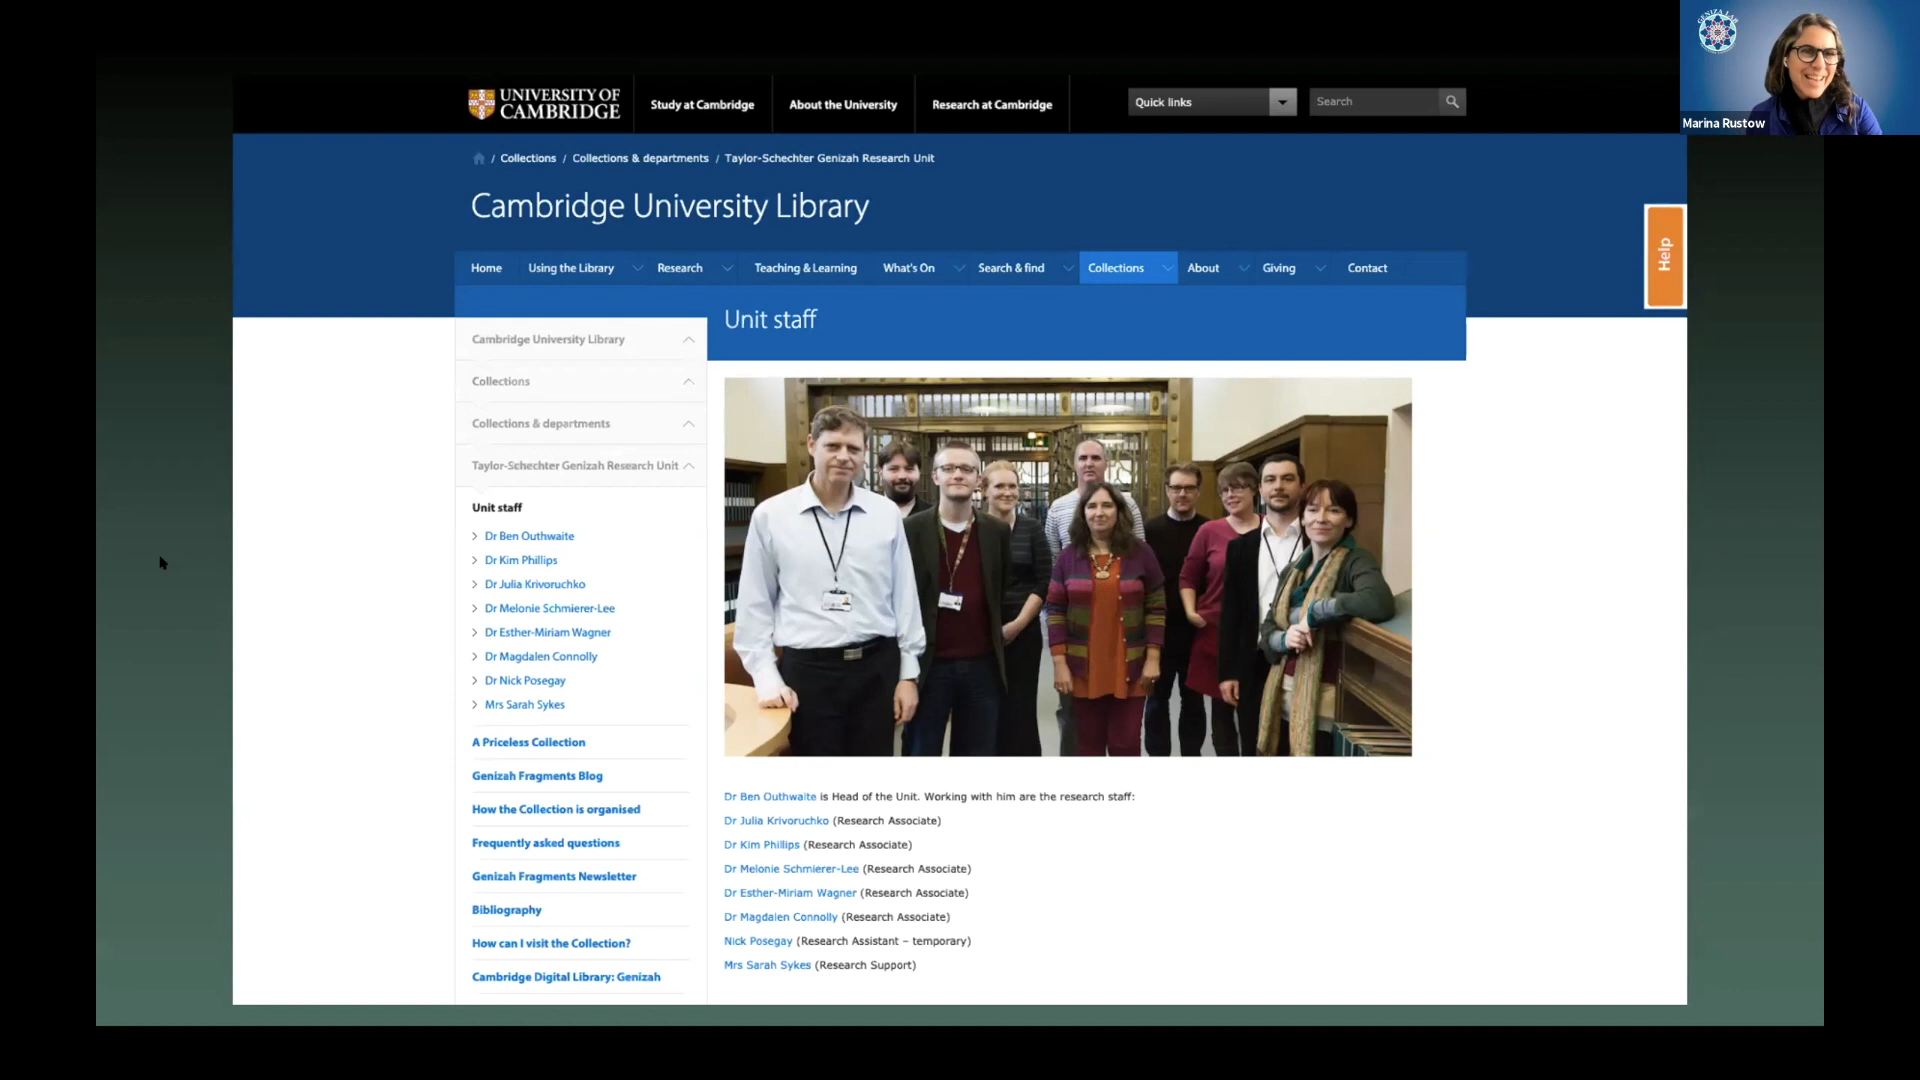 GENIZA LAB
Marina Rustow
UNIVERSITY OF
CAMBRIDGE
Study at Cambridge
About the University
Research at Cambridge
Quick links
Search
/ Collections / Collections & departments / Taylor-Schechter Genizah Research Unit
Cambridge University Library
Help
Home
Using the Library
Research
Teaching & Learning
What's On
Search & find
Collections
About
Giving
Contact
Unit staff
Cambridge University Library
Collections
Collections & departments
Taylor-Schechter Genizah Research Unit
Unit staff
Dr Ben Outhwaite
Dr Kim Phillips
Dr Julia Krivoruchko
Dr Melonie Schmierer-Lee
Dr Esther-Miriam Wagner
Dr Magdalen Connolly
Dr Nick Posegay
Mrs Sarah Sykes
A Priceless Collection
Genizah Fragments Blog
How the Collection is organised
Frequently asked questions
Genizah Fragments Newsletter
Bibliography
How can I visit the Collection?
Cambridge Digital Library: Genizah
Dr Ben Outhwaite is Head of the Unit. Working with him are the research staff:
Dr Julia Krivoruchko (Research Associate)
Dr Kim Phillips (Research Associate)
Dr Melonie Schmierer-Lee (Research Associate)
Dr Esther-Miriam Wagner (Research Associate)
Dr Magdalen Connolly (Research Associate)
Nick Posegay (Research Assistant – temporary)
Mrs Sarah Sykes (Research Support)